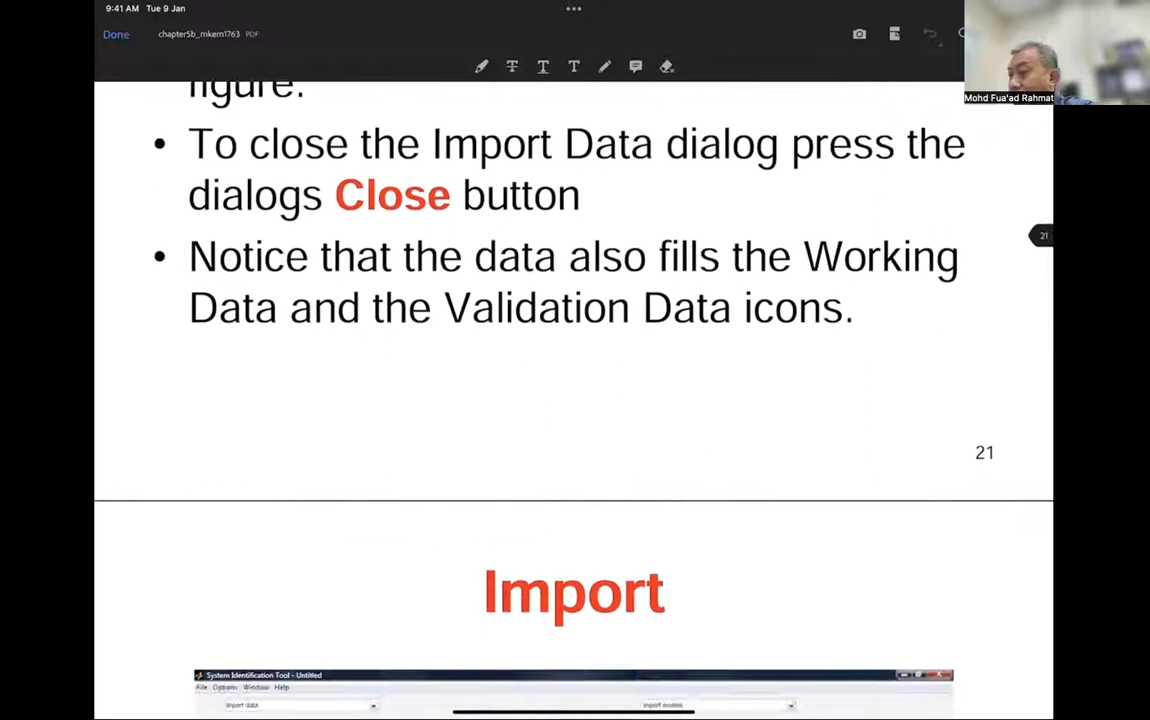 9:41 AM Tue 9 Jan
Done
chapter5b_mkem1763 PDF
Mohd Fua'ad Rahmat
figure.
• To close the Import Data dialog press the
dialogs Close button
21
• Notice that the data also fills the Working
Data and the Validation Data icons.
21
Import
System Identification Tool - Untitled
File Options Window Help
Import data
Import models